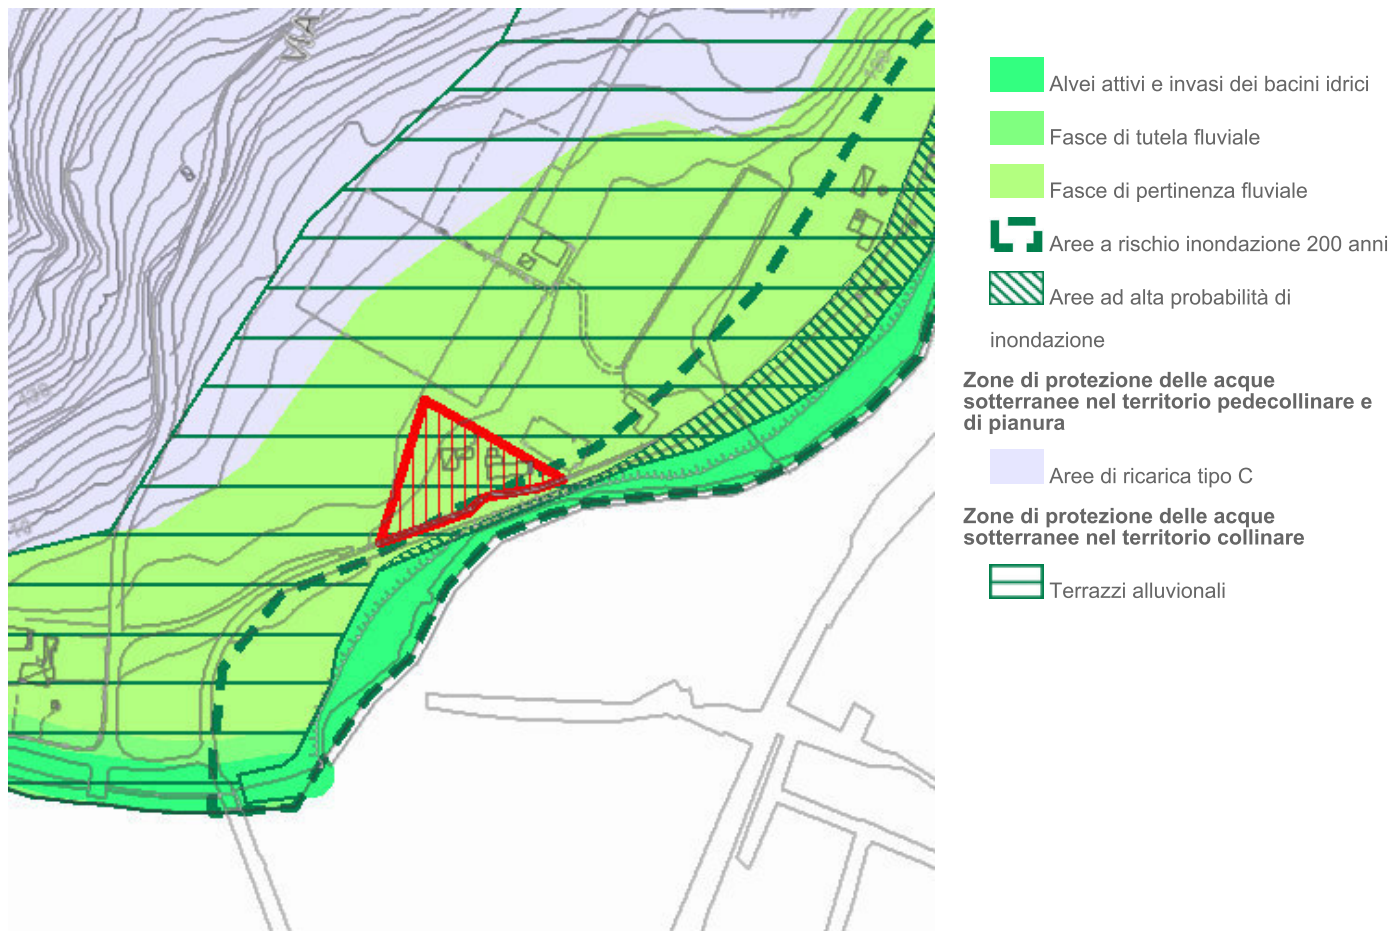 VIA
Alvei attivi e invasi dei bacini idrici
Fasce di tutela fluviale
Fasce di pertinenza fluviale
Aree a rischio inondazione 200 anni
Aree ad alta probabilità di
inondazione
Zone di protezione delle acque
sotterranee nel territorio pedecollinare e
di pianura
Aree di ricarica tipo C
Zone di protezione delle acque
sotterranee nel territorio collinare
Terrazzi alluvionali